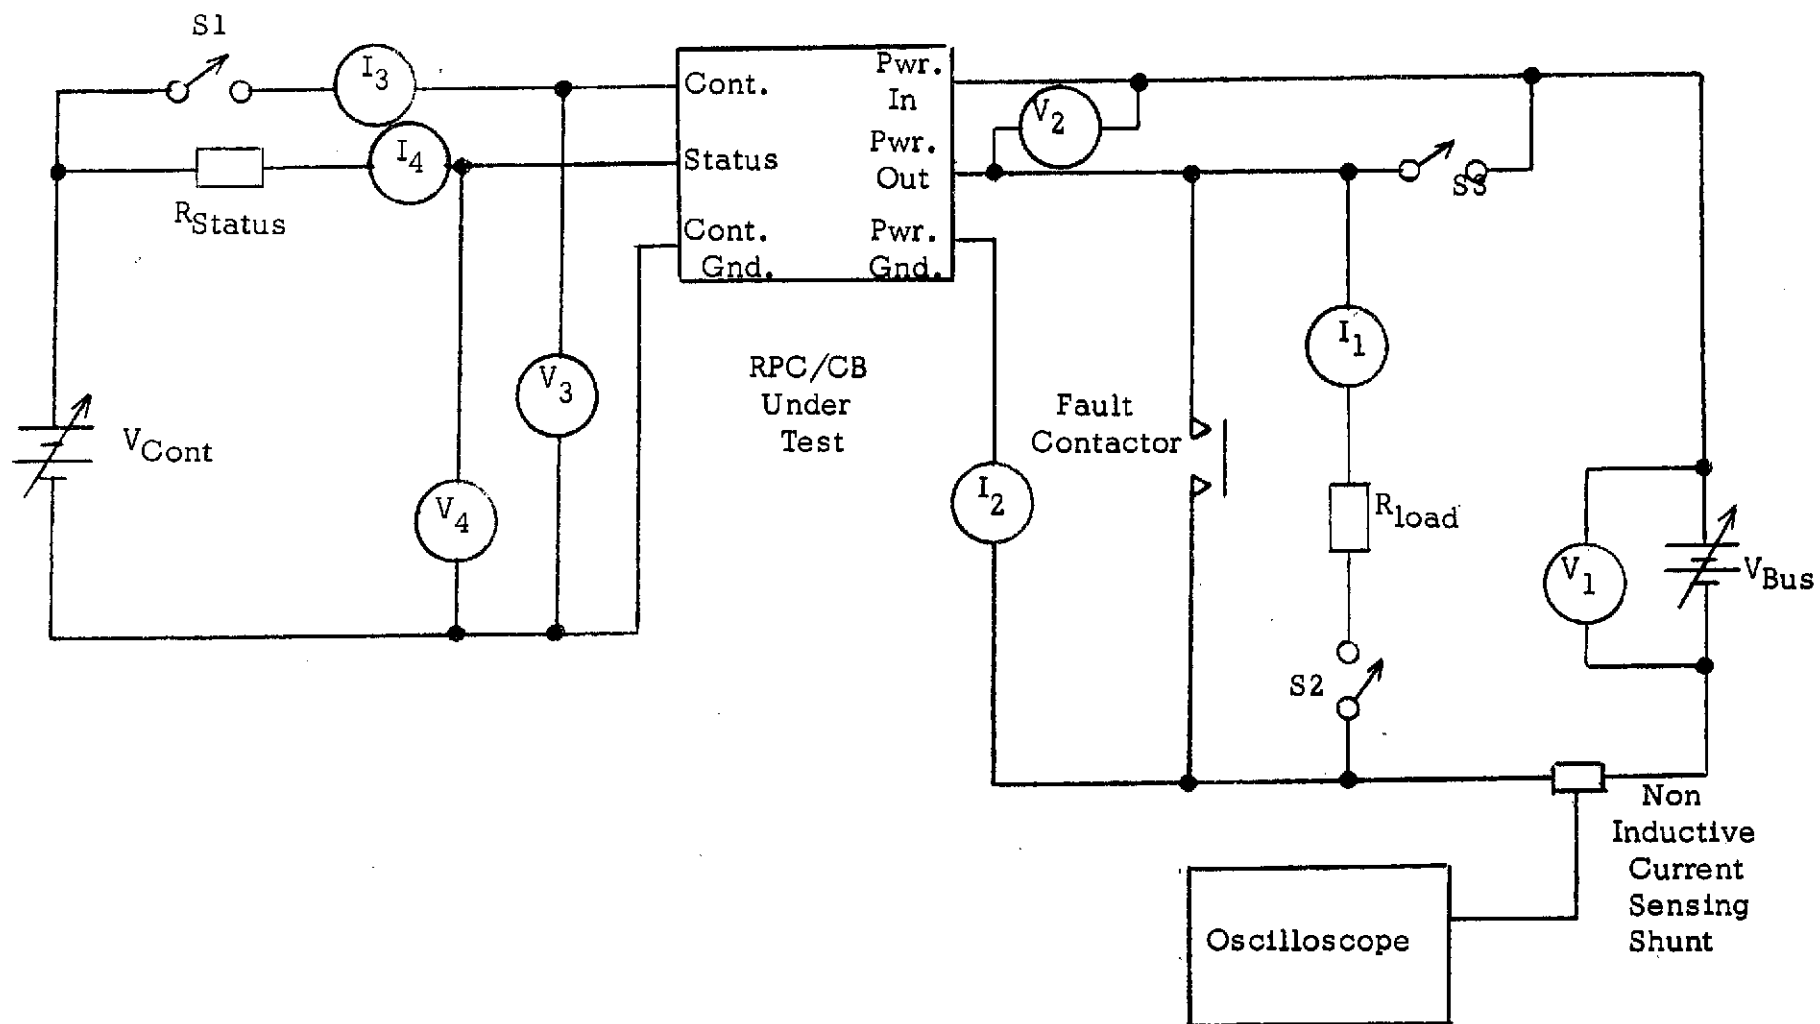 S1
I3
Cont.
Pwr.
In
V2
I4
Status
Pwr.
Out
S3
RStatus
Cont.
Gnd.
Pwr.
Gnd.
I1
RPC/CB
Under
Test
V3
Fault
Contactor
VCont
V4
I2
Rload
V1
VBus
S2
Non
Inductive
Current
Sensing
Shunt
Oscilloscope